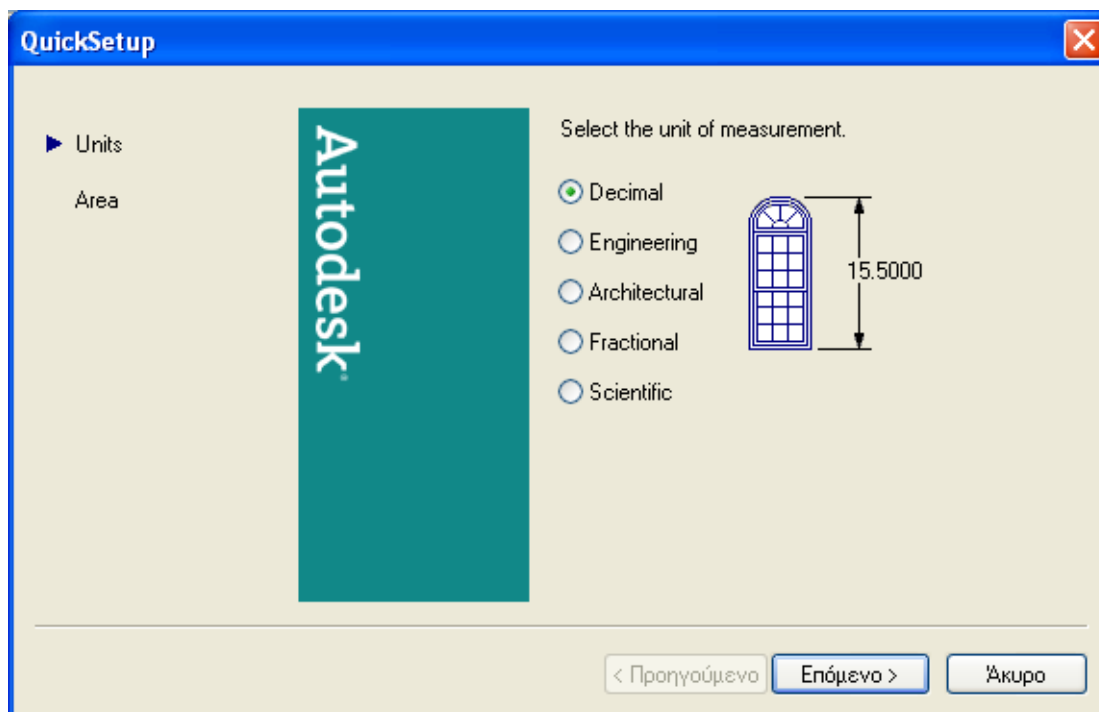 QuickSetup
Units
Area
Autodesk®
Select the unit of measurement.
Decimal
Engineering
Architectural
Fractional
Scientific
15.5000
< Προηγούμενο
Επόμενο >
Άκυρο